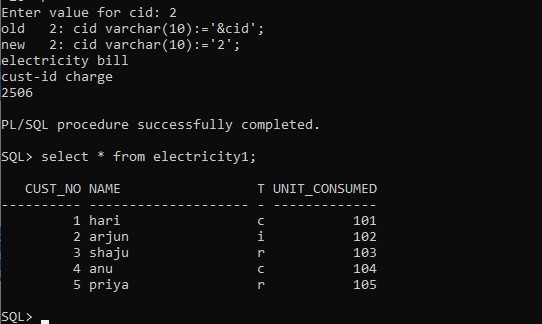 Enter value for cid: 2
old   2: cid varchar(10):='&cid';
new   2: cid varchar(10):='2';
electricity bill
cust-id charge
2506
PL/SQL procedure successfully completed.
SQL> select * from electricity1;
   CUST_NO NAME                 T UNIT_CONSUMED
---------- -------------------- - -------------
         1 hari                 c           101
         2 arjun                i           102
         3 shaju                r           103
         4 anu                  c           104
         5 priya                r           105
SQL>